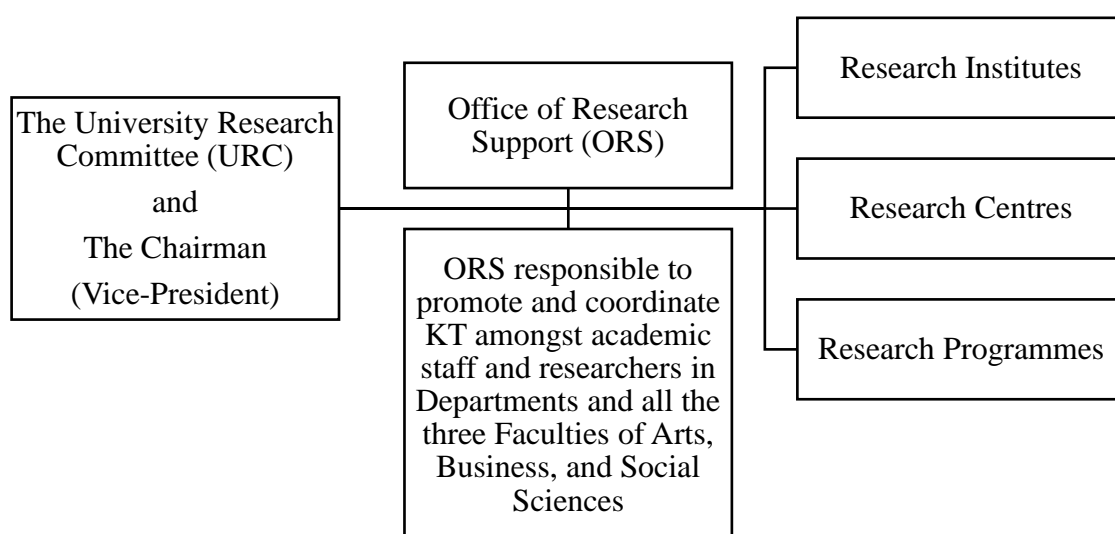 The University Research
Committee (URC)
and
The Chairman
(Vice-President)
Office of Research
Support (ORS)
ORS responsible to
promote and coordinate
KT amongst academic
staff and researchers in
Departments and all the
three Faculties of Arts,
Business, and Social
Sciences
Research Institutes
Research Centres
Research Programmes